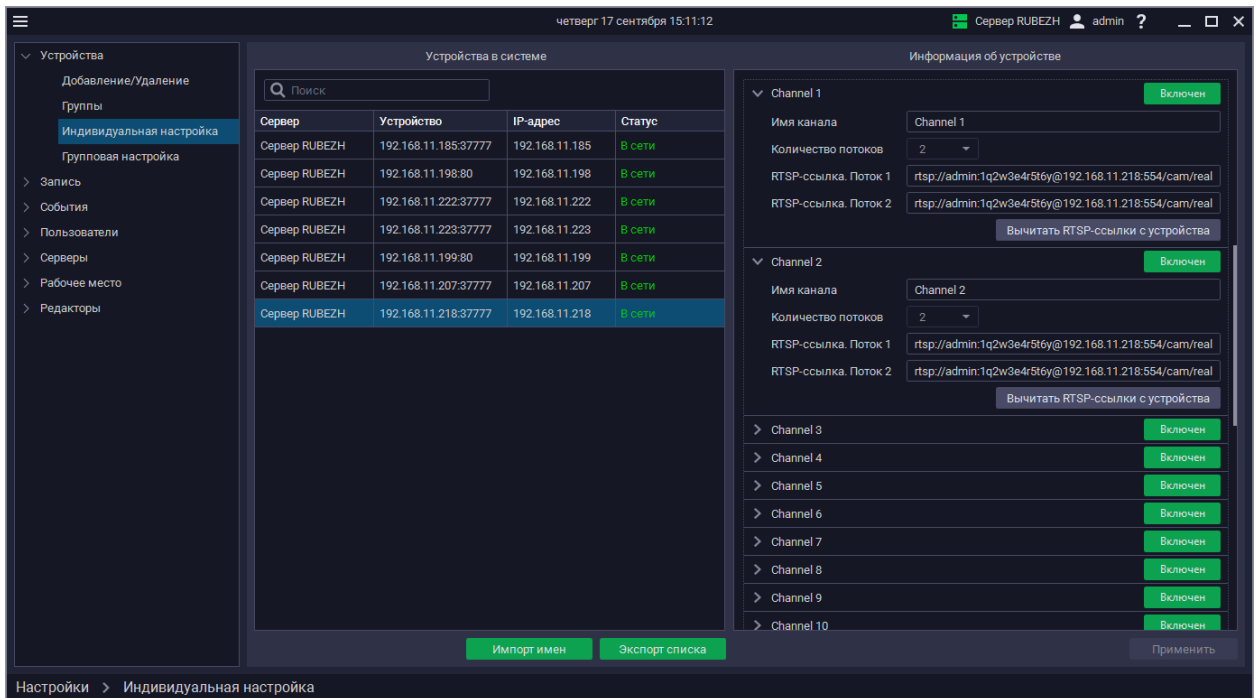 четверг 17 сентября 15:11:12
Сервер RUBEZH admin ?
Устройства
Добавление/Удаление
Группы
Индивидуальная настройка
Групповая настройка
Запись
События
Пользователи
Серверы
Рабочее место
Редакторы
Устройства в системе
Поиск
Сервер Устройство IP-адрес Статус
Сервер RUBEZH 192.168.11.185:37777 192.168.11.185 В сети
Сервер RUBEZH 192.168.11.198:80 192.168.11.198 В сети
Сервер RUBEZH 192.168.11.222:37777 192.168.11.222 В сети
Сервер RUBEZH 192.168.11.223:37777 192.168.11.223 В сети
Сервер RUBEZH 192.168.11.199:80 192.168.11.199 В сети
Сервер RUBEZH 192.168.11.207:37777 192.168.11.207 В сети
Сервер RUBEZH 192.168.11.218:37777 192.168.11.218 В сети
Импорт имен Экспорт списка
Информация об устройстве
Channel 1 Включен
Имя канала Channel 1
Количество потоков 2
RTSP-ссылка. Поток 1 rtsp://admin:1q2w3e4r5t6y@192.168.11.218:554/cam/real
RTSP-ссылка. Поток 2 rtsp://admin:1q2w3e4r5t6y@192.168.11.218:554/cam/real
Вычитать RTSP-ссылки с устройства
Channel 2 Включен
Имя канала Channel 2
Количество потоков 2
RTSP-ссылка. Поток 1 rtsp://admin:1q2w3e4r5t6y@192.168.11.218:554/cam/real
RTSP-ссылка. Поток 2 rtsp://admin:1q2w3e4r5t6y@192.168.11.218:554/cam/real
Вычитать RTSP-ссылки с устройства
Channel 3 Включен
Channel 4 Включен
Channel 5 Включен
Channel 6 Включен
Channel 7 Включен
Channel 8 Включен
Channel 9 Включен
Channel 10 Включен
Применить
Настройки > Индивидуальная настройка